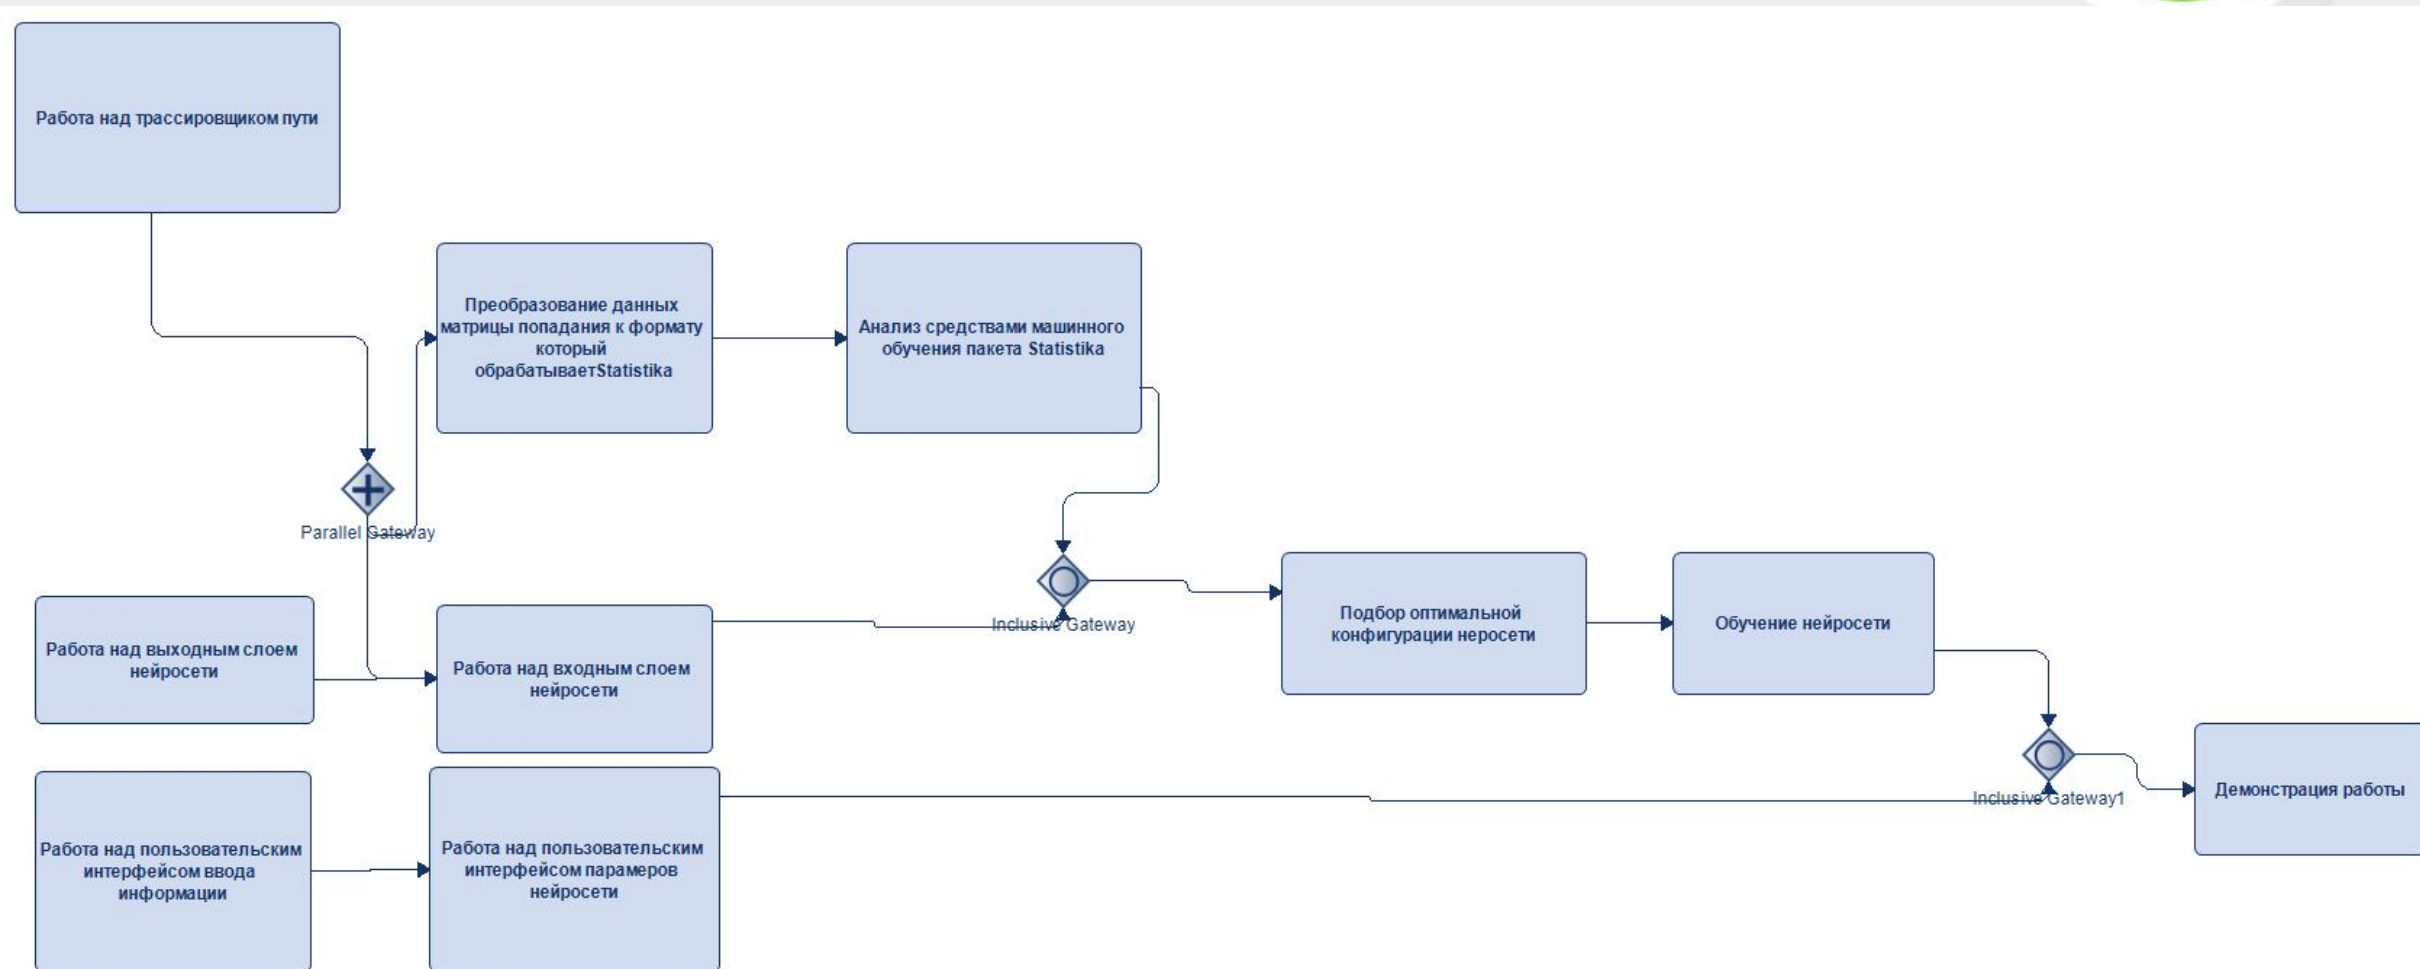 Работа над трассировщиком пути
Преобразование данных
матрицы попадания к формату
который
обрабатываетStatistika
Анализ средствами машинного
обучения пакета Statistika
Parallel Gateway
Inclusive Gateway
Работа над выходным слоем
нейросети
Работа над входным слоем
нейросети
Подбор оптимальной
конфигурации неросети
Обучение нейросети
Inclusive Gateway1
Демонстрация работы
Работа над пользовательским
интерфейсом ввода
информации
Работа над пользовательским
интерфейсом парамеров
нейросети